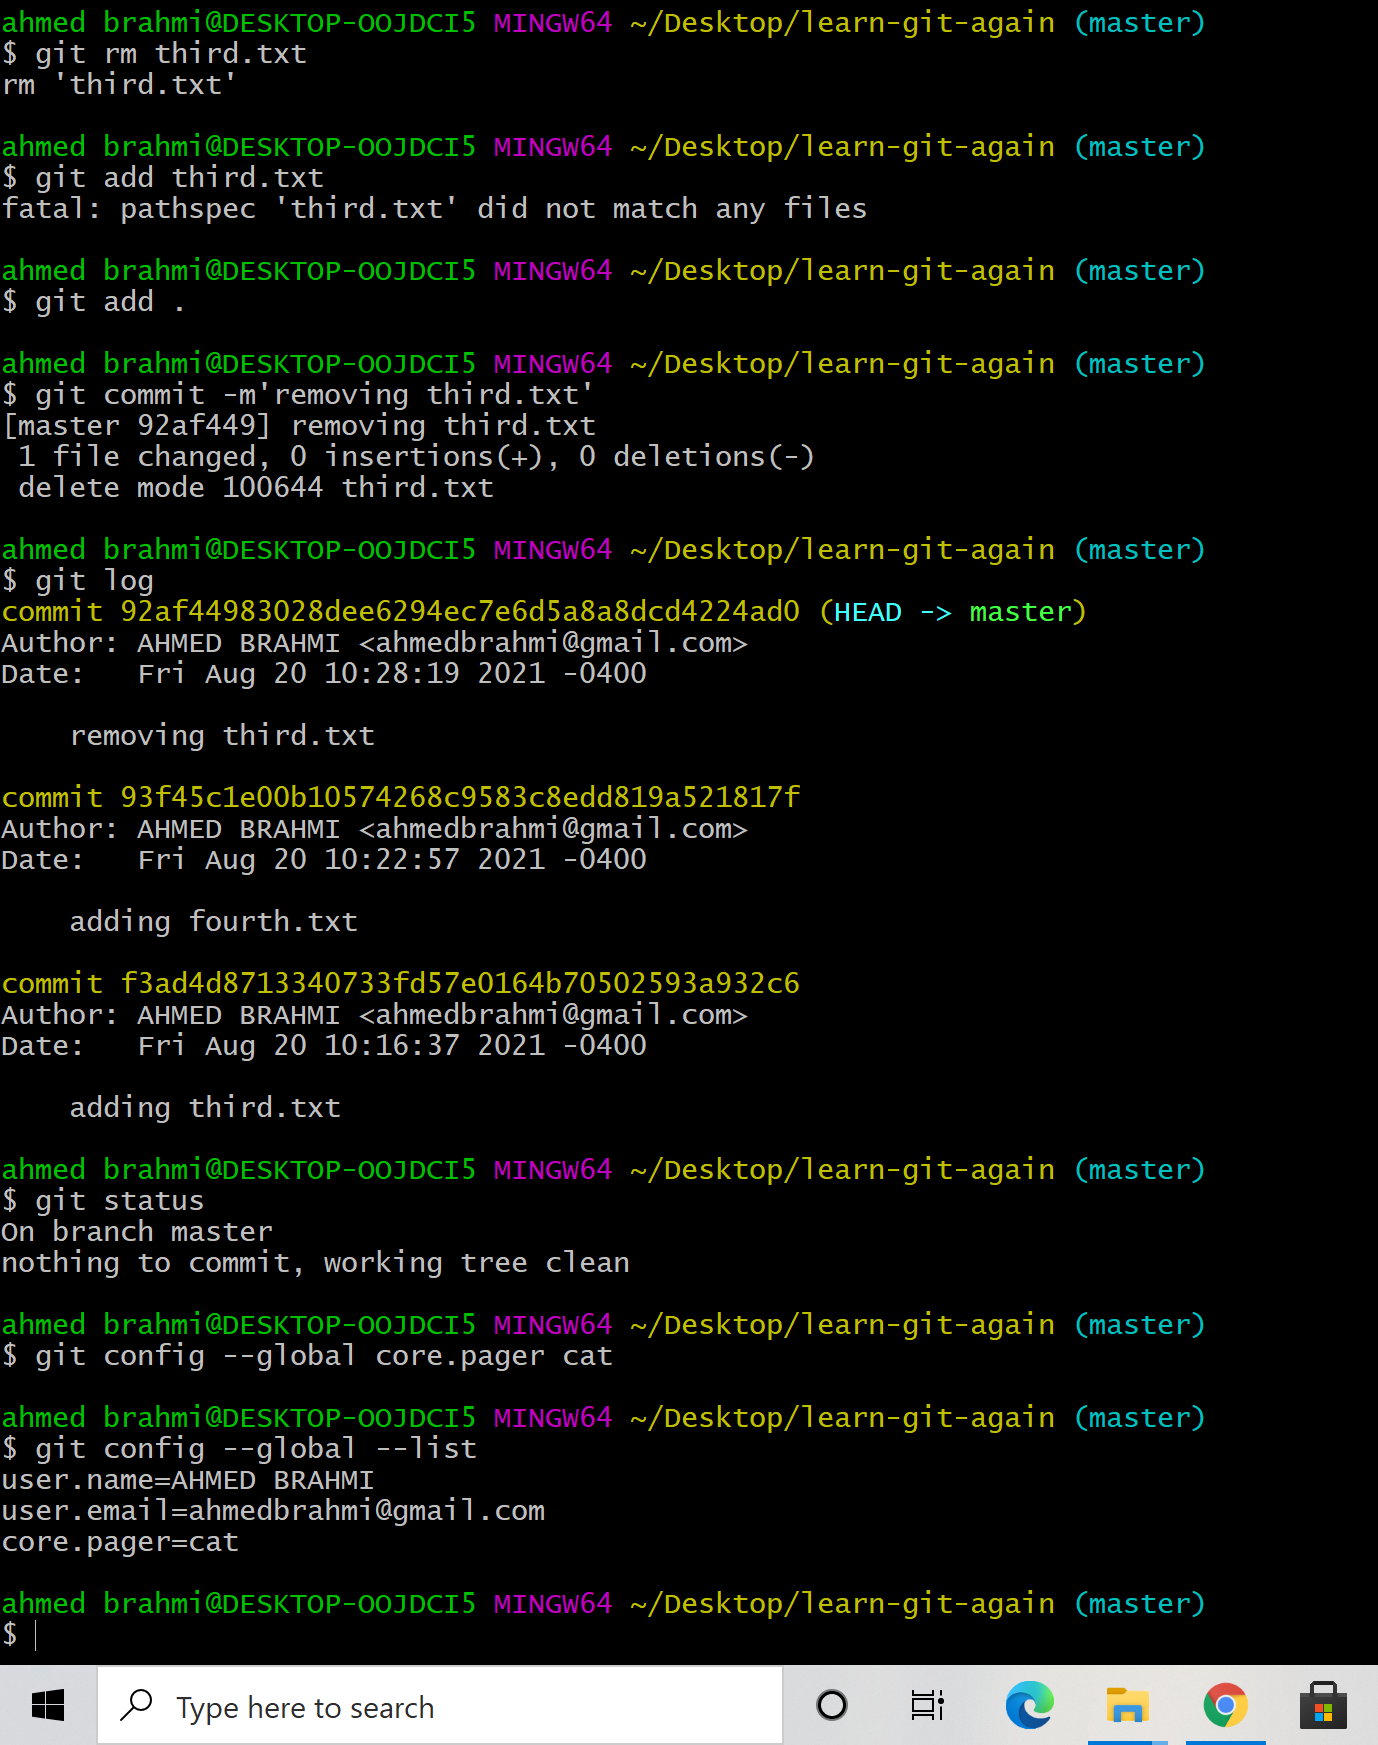 ahmed brahmi@DESKTOP-OOJDCI5 MINGW64 ~/Desktop/learn-git-again (master)
$ git rm third.txt
rm 'third.txt'
ahmed brahmi@DESKTOP-OOJDCI5 MINGW64 ~/Desktop/learn-git-again (master)
$ git add third.txt
fatal: pathspec 'third.txt' did not match any files
ahmed brahmi@DESKTOP-OOJDCI5 MINGW64 ~/Desktop/learn-git-again (master)
$ git add .
ahmed brahmi@DESKTOP-OOJDCI5 MINGW64 ~/Desktop/learn-git-again (master)
$ git commit -m'removing third.txt'
[master 92af449] removing third.txt
 1 file changed, 0 insertions(+), 0 deletions(-)
 delete mode 100644 third.txt
ahmed brahmi@DESKTOP-OOJDCI5 MINGW64 ~/Desktop/learn-git-again (master)
$ git log
commit 92af44983028dee6294ec7e6d5a8a8dcd4224ad0 (HEAD -> master)
Author: AHMED BRAHMI <ahmedbrahmi@gmail.com>
Date:   Fri Aug 20 10:28:19 2021 -0400
    removing third.txt
commit 93f45c1e00b10574268c9583c8edd819a521817f
Author: AHMED BRAHMI <ahmedbrahmi@gmail.com>
Date:   Fri Aug 20 10:22:57 2021 -0400
    adding fourth.txt
commit f3ad4d8713340733fd57e0164b70502593a932c6
Author: AHMED BRAHMI <ahmedbrahmi@gmail.com>
Date:   Fri Aug 20 10:16:37 2021 -0400
    adding third.txt
ahmed brahmi@DESKTOP-OOJDCI5 MINGW64 ~/Desktop/learn-git-again (master)
$ git status
On branch master
nothing to commit, working tree clean
ahmed brahmi@DESKTOP-OOJDCI5 MINGW64 ~/Desktop/learn-git-again (master)
$ git config --global core.pager cat
ahmed brahmi@DESKTOP-OOJDCI5 MINGW64 ~/Desktop/learn-git-again (master)
$ git config --global --list
user.name=AHMED BRAHMI
user.email=ahmedbrahmi@gmail.com
core.pager=cat
ahmed brahmi@DESKTOP-OOJDCI5 MINGW64 ~/Desktop/learn-git-again (master)
$
Type here to search